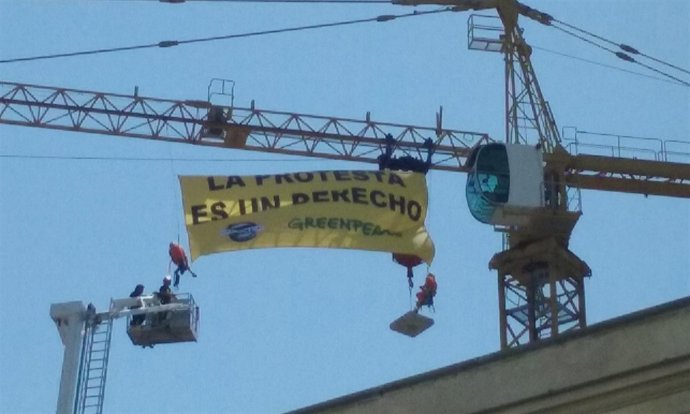 LA PROTESTA
ES UN DERECHO
GREENPEACE